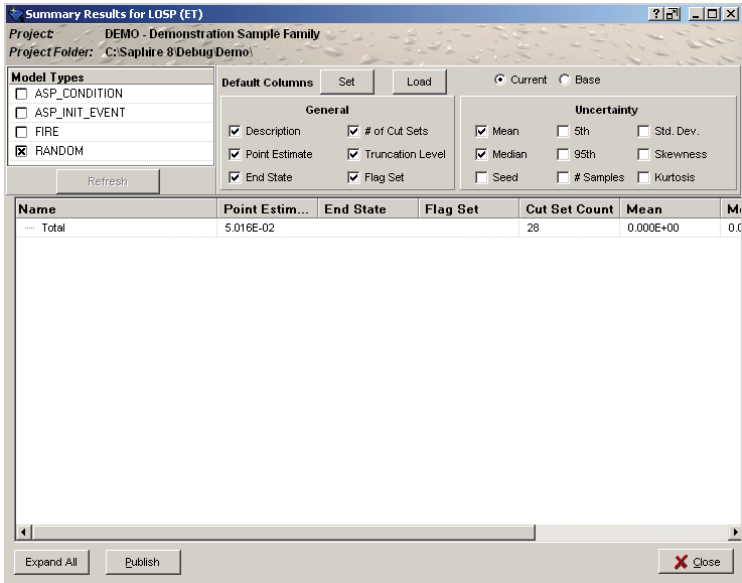 Summary Results for LOSP (ET)
Project: DEMO - Demonstration Sample Family
Project Folder: C:\Saphire 8\Debug\Demo\
Model Types
ASP_CONDITION
ASP_INIT_EVENT
FIRE
RANDOM
Refresh
Default Columns Set Load Current Base
General
Description # of Cut Sets
Point Estimate Truncation Level
End State Flag Set
Uncertainty
Mean 5th Std. Dev.
Median 95th Skewness
Seed # Samples Kurtosis
Name Point Estim... End State Flag Set Cut Set Count Mean
Total 5.016E-02 28 0.000E+00
Expand All Publish Close